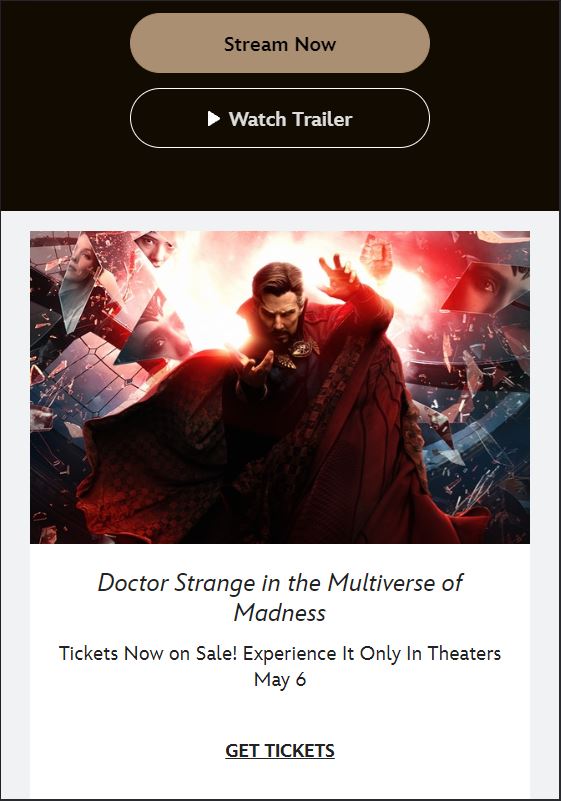 Stream Now
Watch Trailer
Doctor Strange in the Multiverse of
Madness
Tickets Now on Sale! Experience It Only In Theaters
May 6
GET TICKETS